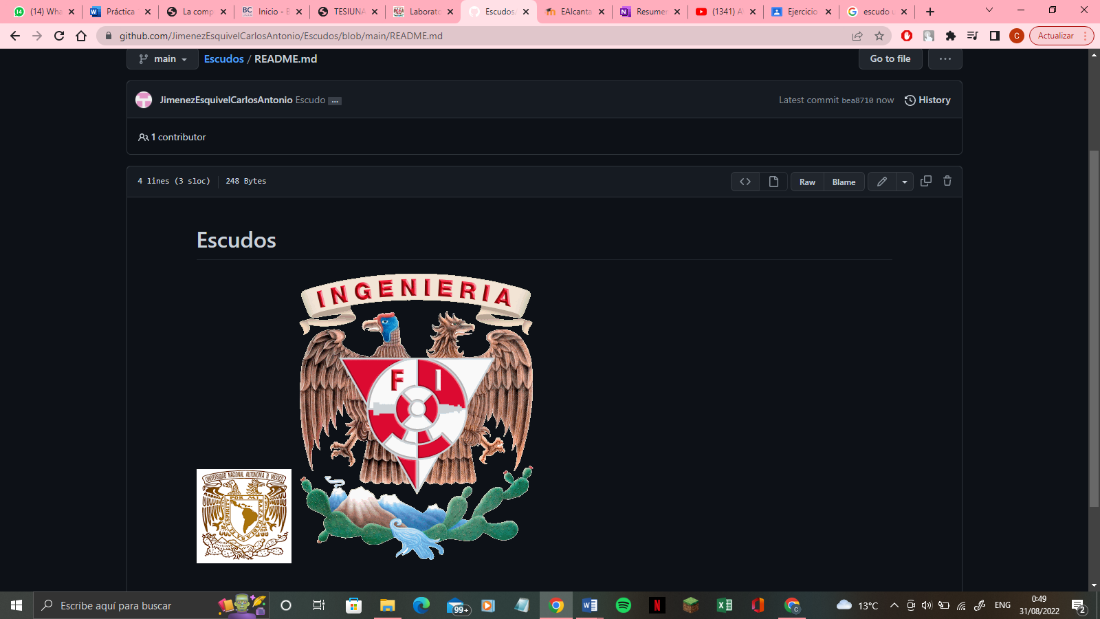 (14) Wha
Práctica
La comp
BC Inicio - E
TESIUNA
Laborato
Escudos
EAlcanta
Resumes
(1341) A
Ejercicio
escudo u
github.com/JimenezEsquivelCarlosAntonio/Escudos/blob/main/README.md
C
Actualizar
main
Escudos / README.md
Go to file
JimenezEsquivelCarlosAntonio Escudo
Latest commit bea8710 now
History
1 contributor
4 lines (3 sloc)
248 Bytes
Raw
Blame
Escudos
INGENIERIA
F I
Escribe aquí para buscar
99+
13°C
ENG
0:49
31/08/2022
2